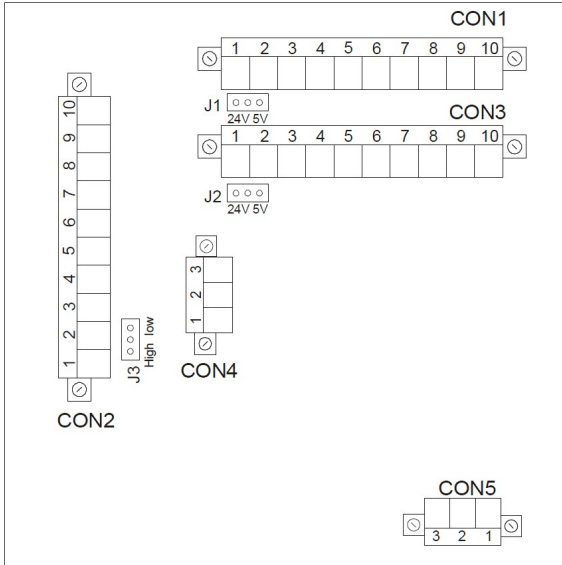 CON1
1 2 3 4 5 6 7 8 9 10
J1
24V 5V
CON3
1 2 3 4 5 6 7 8 9 10
J2
24V 5V
10 9 8 7 6 5 4 3 2 1
CON2
J3
High low
3 2 1
CON4
CON5
3 2 1